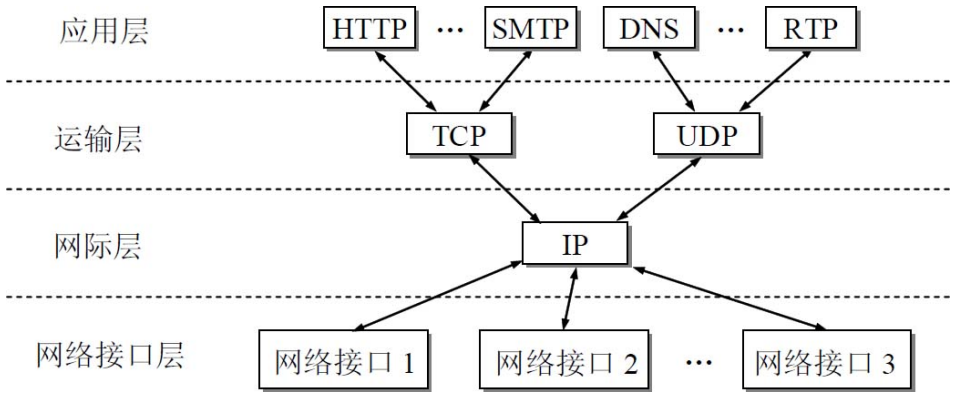 应用层 HTTP … SMTP DNS … RTP
运输层 TCP UDP
网际层 IP
网络接口层 网络接口 1 网络接口 2 … 网络接口 3